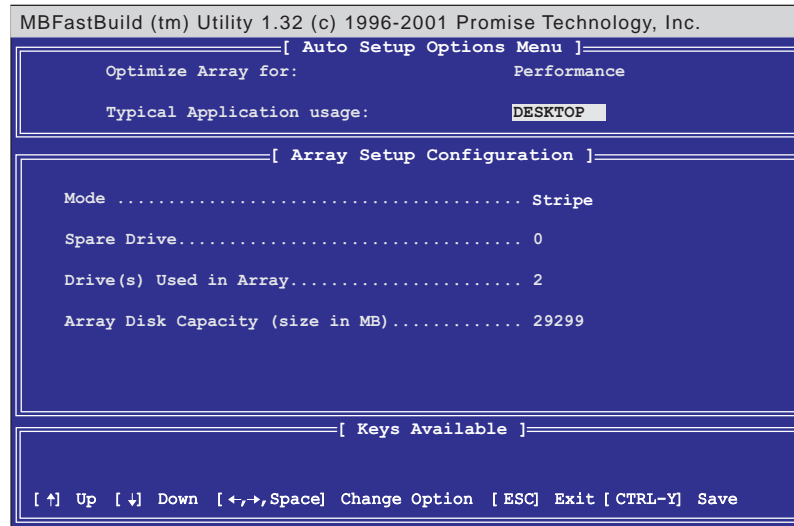 MBFastBuild (tm) Utility 1.32 (c) 1996-2001 Promise Technology, Inc.
[ Auto Setup Options Menu ]
Optimize Array for: Performance
Typical Application usage: DESKTOP
[ Array Setup Configuration ]
Mode ........................................ Stripe
Spare Drive.................................. 0
Drive(s) Used in Array....................... 2
Array Disk Capacity (size in MB)............. 29299
[ Keys Available ]
[↑] Up [↓] Down [←,→,Space] Change Option [ESC] Exit [CTRL-Y] Save